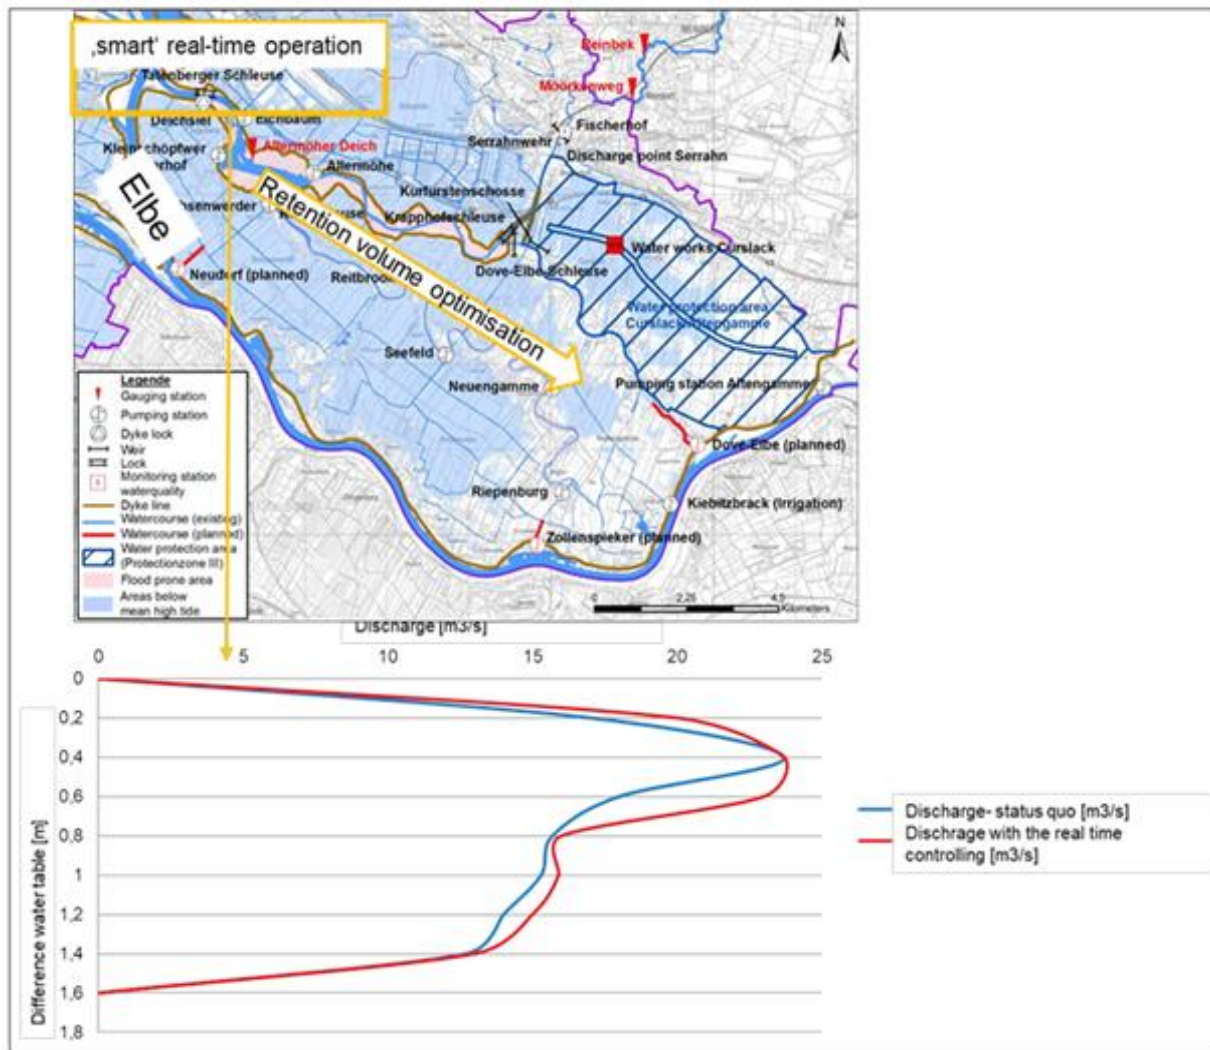 ‚smart' real-time operation
N
Reinbek
Moorkenweg
Tatenberger Schleuse
Deichsiel
Eichbaum
Fischerhof
Serrahnwehr
Discharge point Serrahn
Allermöher Deich
Allermöhe
Kurfürstenschosse
Krapphofschleuse
Elbe
Retention volume optimisation
Water works Curslack
Dove-Elbe-Schleuse
Neudorf (planned)
Water protection area
Seefeld
Neuengamme
Pumping station Altengamme
Dove-Elbe (planned)
Riepenburg
Kiebitzbrack (Irrigation)
Zollenspieker (planned)
0 2,25 4,5
Kilometers
Legende
Gauging station
Pumping station
Dyke lock
Weir
Lock
Monitoring station
waterquality
Dyke line
Watercourse (existing)
Watercourse (planned)
Water protection area
(Protectionzone III)
Flood prone area
Areas below
mean high tide
Discharge [m3/s]
0 5 10 15 20 25
0
0,2
0,4
0,6
0,8
1
1,2
1,4
1,6
1,8
Difference water table [m]
Discharge- status quo [m3/s]
Dischrage with the real time
controlling [m3/s]